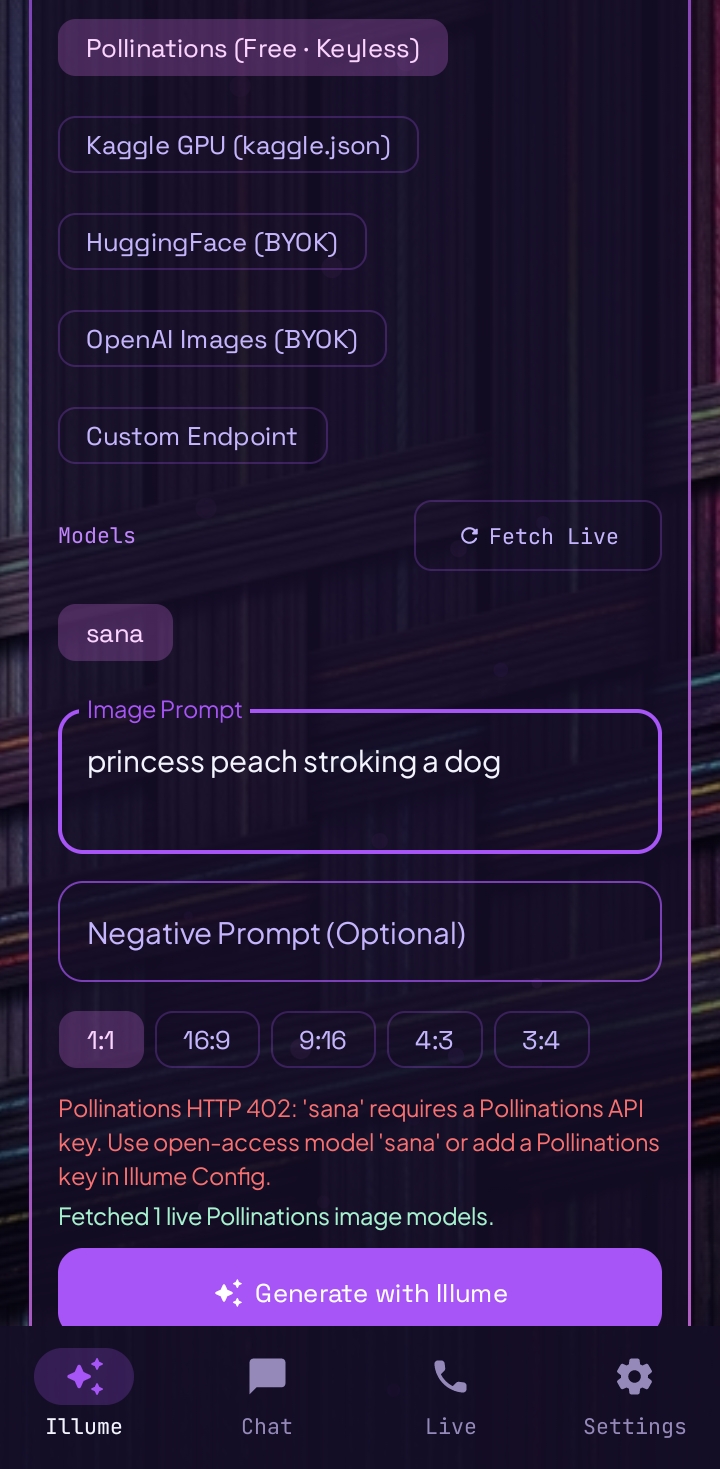 Pollinations (Free · Keyless)
Kaggle GPU (kaggle.json)
HuggingFace (BYOK)
OpenAI Images (BYOK)
Custom Endpoint
Models
Fetch Live
sana
Image Prompt
princess peach stroking a dog
Negative Prompt (Optional)
1:1 16:9 9:16 4:3 3:4
Pollinations HTTP 402: 'sana' requires a Pollinations API
key. Use open-access model 'sana' or add a Pollinations
key in Illume Config.
Fetched 1 live Pollinations image models.
Generate with Illume
Illume Chat Live Settings